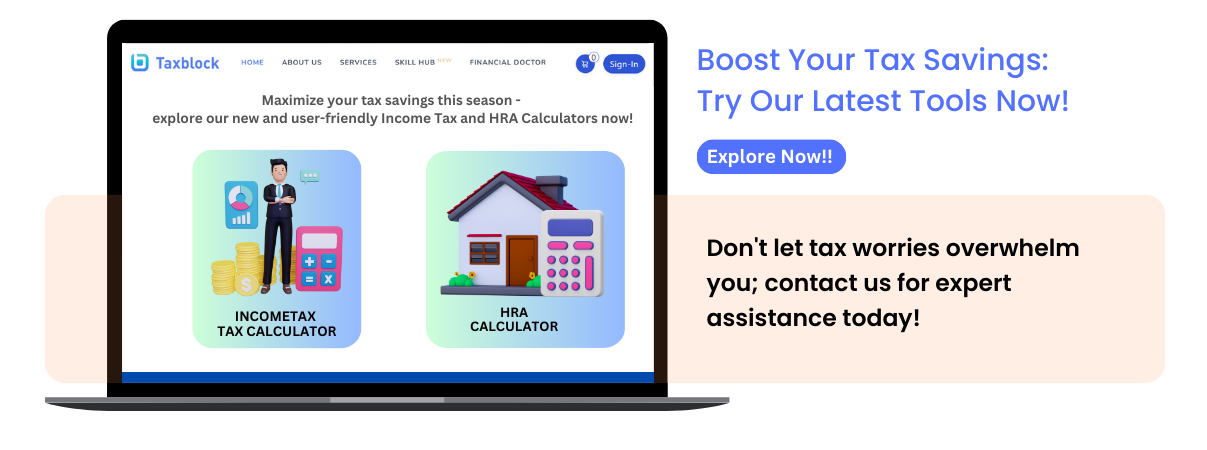 Taxblock
HOME
ABOUT US
SERVICES
SKILL HUB NEW
FINANCIAL DOCTOR
0
Sign-In
Maximize your tax savings this season -
explore our new and user-friendly Income Tax and HRA Calculators now!
$
+ -
= X
INCOMETAX
TAX CALCULATOR
HRA
CALCULATOR
Boost Your Tax Savings:
Try Our Latest Tools Now!
Explore Now!!
Don't let tax worries overwhelm
you; contact us for expert
assistance today!